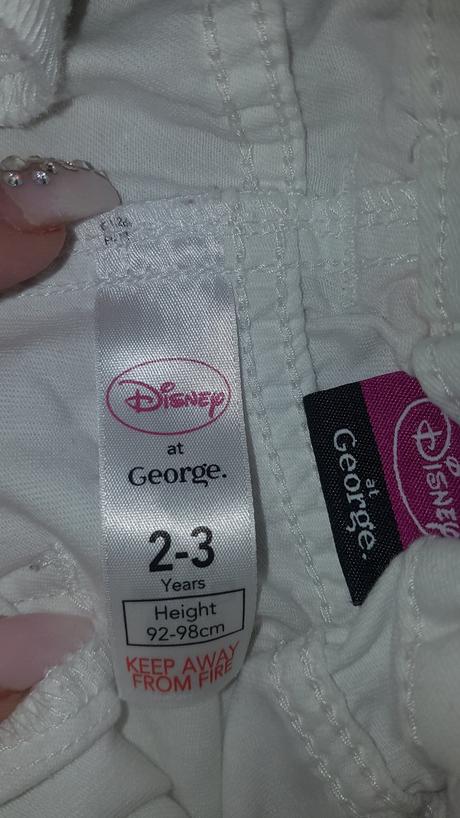 Disney
at
George.
2-3
Years
Height
92-98cm
KEEP AWAY
FROM FIRE
Disney
at
George.